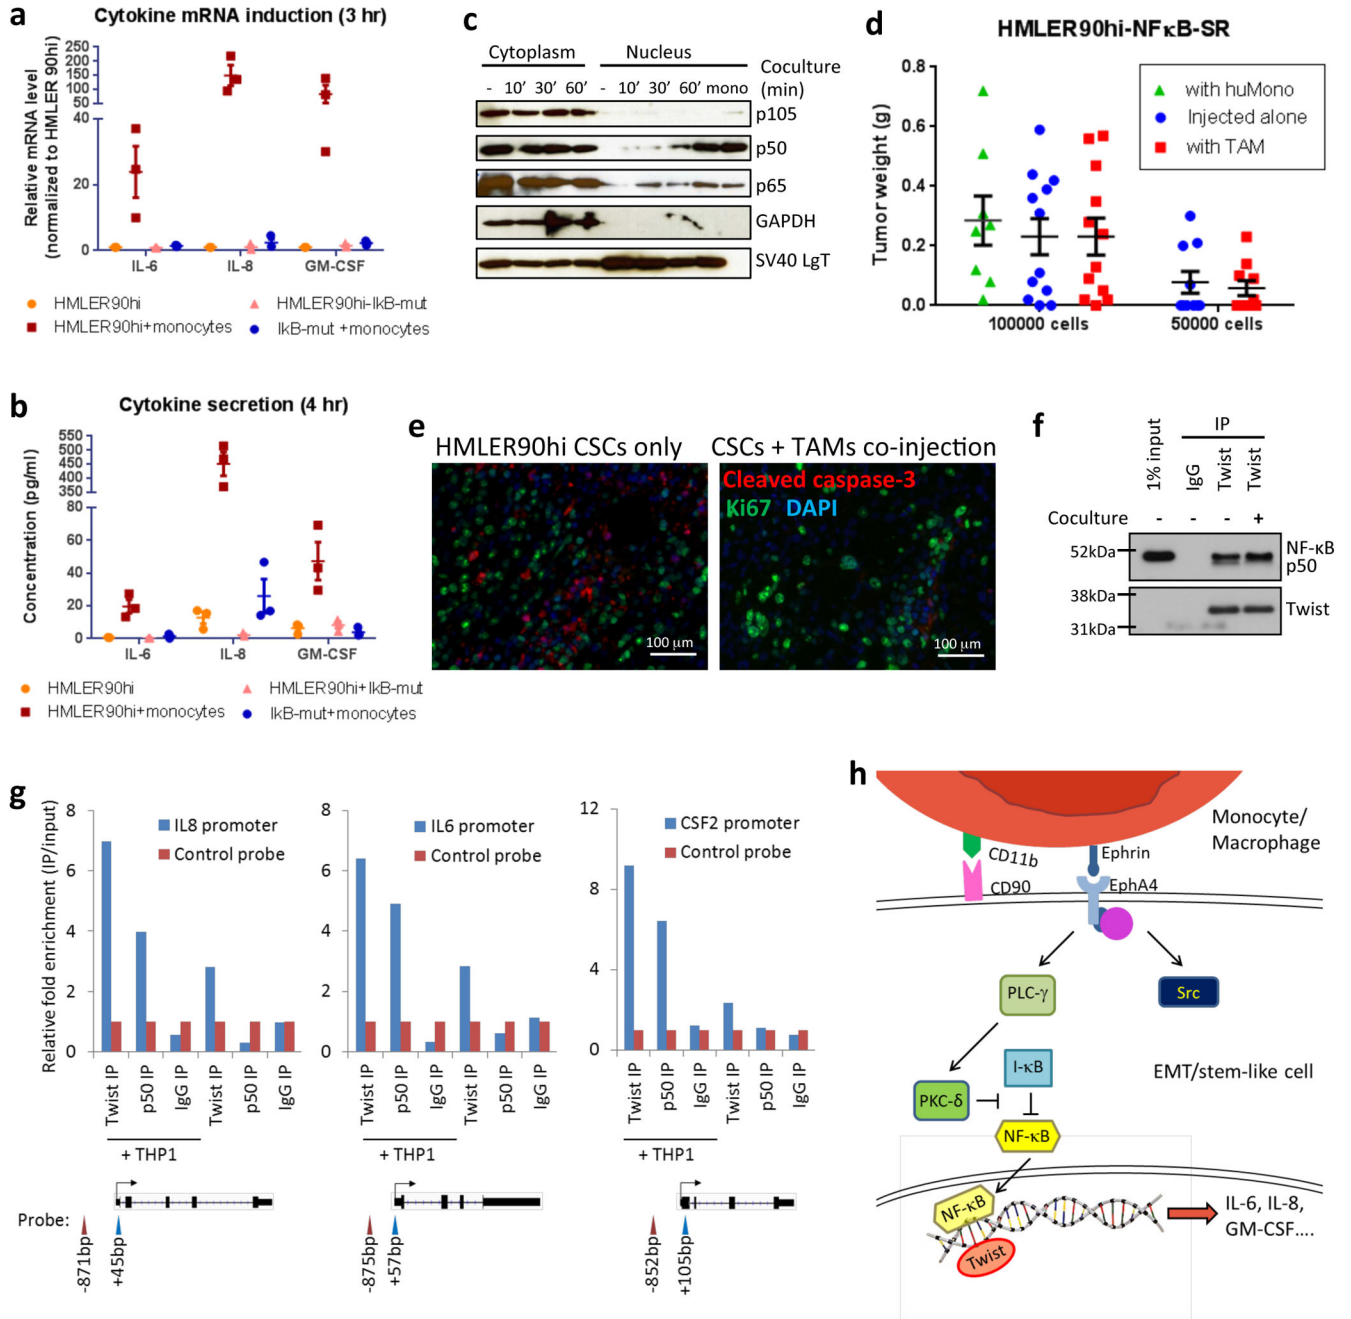 a
Cytokine mRNA induction (3 hr)
Relative mRNA level
(normalized to HMLER 90hi)
250
200
150
100
50
40
20
0
IL-6
IL-8
GM-CSF
HMLER90hi
HMLER90hi-IkB-mut
HMLER90hi+monocytes
IkB-mut +monocytes
b
Cytokine secretion (4 hr)
Concentration (pg/ml)
550
500
450
400
350
80
60
40
20
0
IL-6
IL-8
GM-CSF
HMLER90hi
HMLER90hi+IkB-mut
HMLER90hi+monocytes
IkB-mut+monocytes
c
Cytoplasm
Nucleus
Coculture
(min)
- 10’ 30’ 60’ - 10’ 30’ 60’ mono
p105
p50
p65
GAPDH
SV40 LgT
d
HMLER90hi-NFκB-SR
Tumor weight (g)
0.8
0.6
0.4
0.2
0.0
with huMono
Injected alone
with TAM
100000 cells
50000 cells
e
HMLER90hi CSCs only
CSCs + TAMs co-injection
Cleaved caspase-3
Ki67 DAPI
100 μm
100 μm
f
IP
1% input
IgG
Twist
Twist
Coculture - - - +
52kDa
NF-κB
p50
38kDa
31kDa
Twist
g
Relative fold enrichment (IP/input)
8
6
4
2
0
IL8 promoter
Control probe
Twist IP
p50 IP
IgG IP
Twist IP
p50 IP
IgG IP
+ THP1
8
6
4
2
0
IL6 promoter
Control probe
Twist IP
p50 IP
IgG IP
Twist IP
p50 IP
IgG IP
+ THP1
12
8
4
0
CSF2 promoter
Control probe
Twist IP
p50 IP
IgG IP
Twist IP
p50 IP
IgG IP
+ THP1
Probe:
-871bp
+45bp
-875bp
+57bp
-852bp
+105bp
h
Monocyte/
Macrophage
CD11b
Ephrin
CD90
EphA4
PLC-γ
Src
I-κB
EMT/stem-like cell
PKC-δ
NF-κB
NF-κB
Twist
IL-6, IL-8,
GM-CSF....